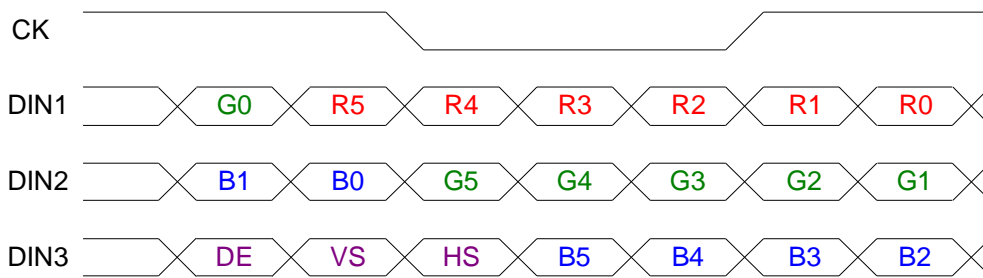 CK
DIN1 G0 R5 R4 R3 R2 R1 R0
DIN2 B1 B0 G5 G4 G3 G2 G1
DIN3 DE VS HS B5 B4 B3 B2